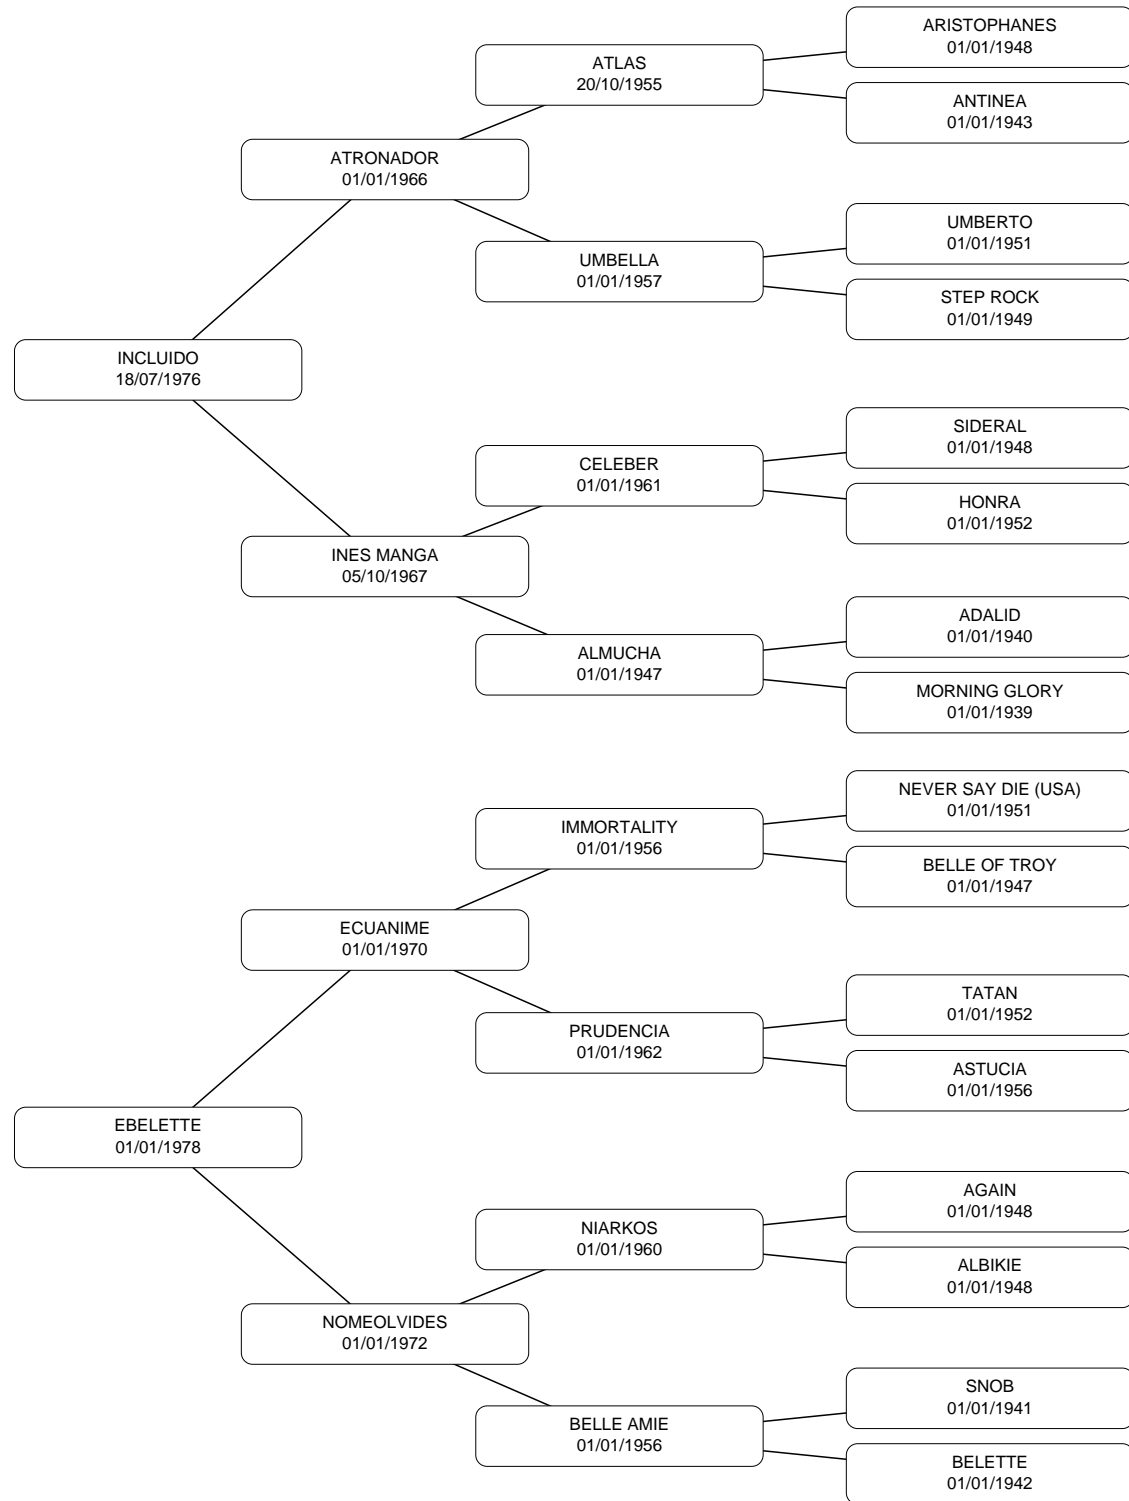 ARISTOPHANES
01/01/1948
ATLAS
20/10/1955
ANTINEA
01/01/1943
ATRONADOR
01/01/1966
UMBERTO
01/01/1951
UMBELLA
01/01/1957
STEP ROCK
01/01/1949
INCLUIDO
18/07/1976
SIDERAL
01/01/1948
CELEBER
01/01/1961
HONRA
01/01/1952
INES MANGA
05/10/1967
ADALID
01/01/1940
ALMUCHA
01/01/1947
MORNING GLORY
01/01/1939
NEVER SAY DIE (USA)
01/01/1951
IMMORTALITY
01/01/1956
BELLE OF TROY
01/01/1947
ECUANIME
01/01/1970
TATAN
01/01/1952
PRUDENCIA
01/01/1962
ASTUCIA
01/01/1956
EBELETTE
01/01/1978
AGAIN
01/01/1948
NIARKOS
01/01/1960
ALBIKIE
01/01/1948
NOMEOLVIDES
01/01/1972
SNOB
01/01/1941
BELLE AMIE
01/01/1956
BELETTE
01/01/1942